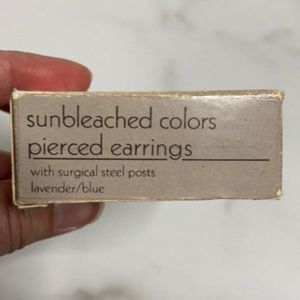 sunbleached colors
pierced earrings
with surgical steel posts
lavender/blue